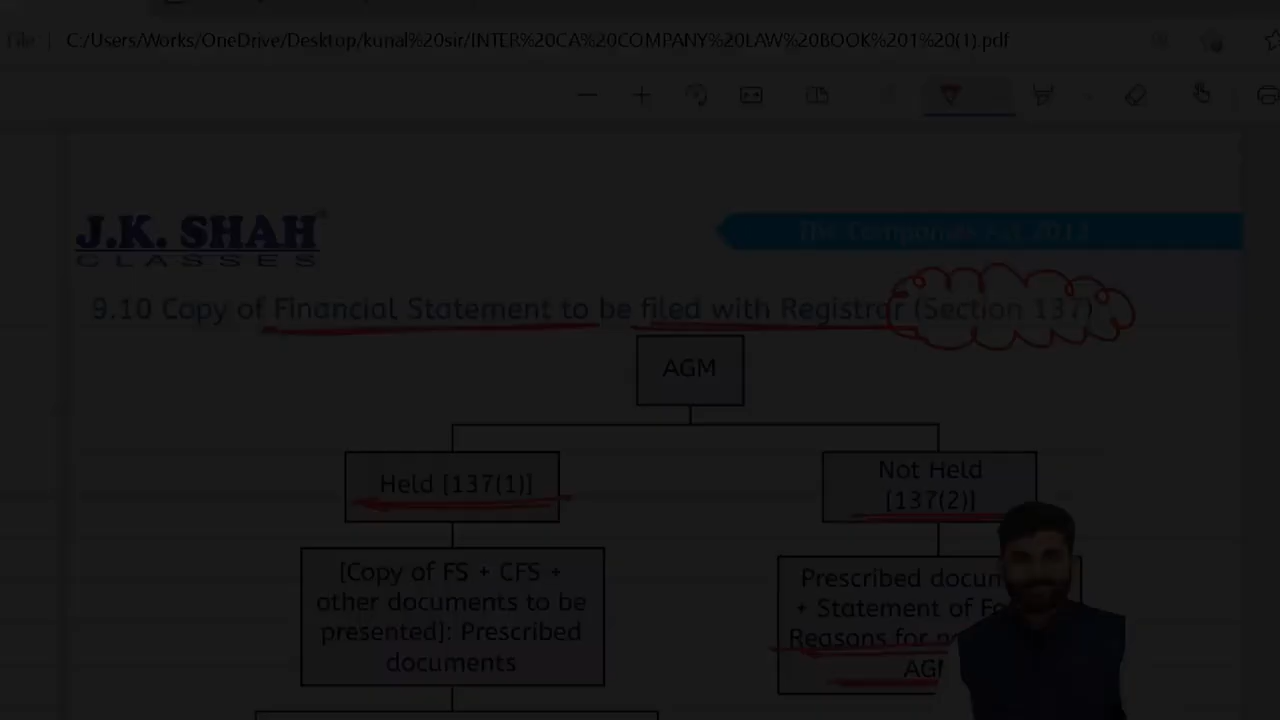 File
C:/Users/Works/OneDrive/Desktop/kunal%20sir/INTER%20CA%20COMPANY%20LAW%20BOOK%201%20(1).pdf
J.K. SHAH
CLASSES
The Companies Act, 2013
9.10 Copy of Financial Statement to be filed with Registrar (Section 137)
AGM
Held [137(1)]
Not Held
[137(2)]
[Copy of FS + CFS +
other documents to be
presented]: Prescribed
documents
Prescribed docum
+ Statement of Fa
Reasons for n
AG